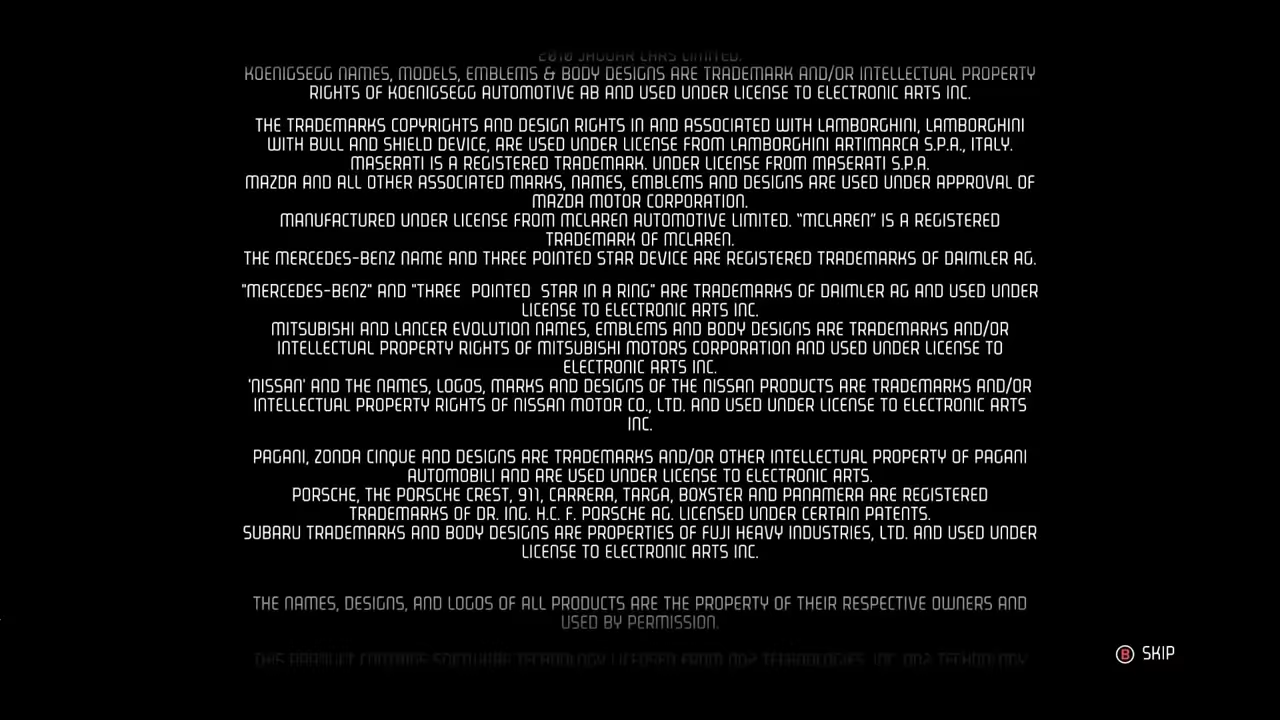 2010 JAGUAR CARS LIMITED.
KOENIGSEGG NAMES, MODELS, EMBLEMS & BODY DESIGNS ARE TRADEMARK AND/OR INTELLECTUAL PROPERTY
RIGHTS OF KOENIGSEGG AUTOMOTIVE AB AND USED UNDER LICENSE TO ELECTRONIC ARTS INC.
THE TRADEMARKS COPYRIGHTS AND DESIGN RIGHTS IN AND ASSOCIATED WITH LAMBORGHINI, LAMBORGHINI
WITH BULL AND SHIELD DEVICE, ARE USED UNDER LICENSE FROM LAMBORGHINI ARTIMARCA S.P.A., ITALY.
MASERATI IS A REGISTERED TRADEMARK. UNDER LICENSE FROM MASERATI S.P.A.
MAZDA AND ALL OTHER ASSOCIATED MARKS, NAMES, EMBLEMS AND DESIGNS ARE USED UNDER APPROVAL OF
MAZDA MOTOR CORPORATION.
MANUFACTURED UNDER LICENSE FROM MCLAREN AUTOMOTIVE LIMITED. "MCLAREN" IS A REGISTERED
TRADEMARK OF MCLAREN.
THE MERCEDES-BENZ NAME AND THREE POINTED STAR DEVICE ARE REGISTERED TRADEMARKS OF DAIMLER AG.
"MERCEDES-BENZ" AND "THREE POINTED STAR IN A RING" ARE TRADEMARKS OF DAIMLER AG AND USED UNDER
LICENSE TO ELECTRONIC ARTS INC.
MITSUBISHI AND LANCER EVOLUTION NAMES, EMBLEMS AND BODY DESIGNS ARE TRADEMARKS AND/OR
INTELLECTUAL PROPERTY RIGHTS OF MITSUBISHI MOTORS CORPORATION AND USED UNDER LICENSE TO
ELECTRONIC ARTS INC.
'NISSAN' AND THE NAMES, LOGOS, MARKS AND DESIGNS OF THE NISSAN PRODUCTS ARE TRADEMARKS AND/OR
INTELLECTUAL PROPERTY RIGHTS OF NISSAN MOTOR CO., LTD. AND USED UNDER LICENSE TO ELECTRONIC ARTS
INC.
PAGANI, ZONDA CINQUE AND DESIGNS ARE TRADEMARKS AND/OR OTHER INTELLECTUAL PROPERTY OF PAGANI
AUTOMOBILI AND ARE USED UNDER LICENSE TO ELECTRONIC ARTS.
PORSCHE, THE PORSCHE CREST, 911, CARRERA, TARGA, BOXSTER AND PANAMERA ARE REGISTERED
TRADEMARKS OF DR. ING. H.C. F. PORSCHE AG. LICENSED UNDER CERTAIN PATENTS.
SUBARU TRADEMARKS AND BODY DESIGNS ARE PROPERTIES OF FUJI HEAVY INDUSTRIES, LTD. AND USED UNDER
LICENSE TO ELECTRONIC ARTS INC.
THE NAMES, DESIGNS, AND LOGOS OF ALL PRODUCTS ARE THE PROPERTY OF THEIR RESPECTIVE OWNERS AND
USED BY PERMISSION.
THIS PRODUCT CONTAINS SOFTWARE TECHNOLOGY LICENSED FROM
B SKIP